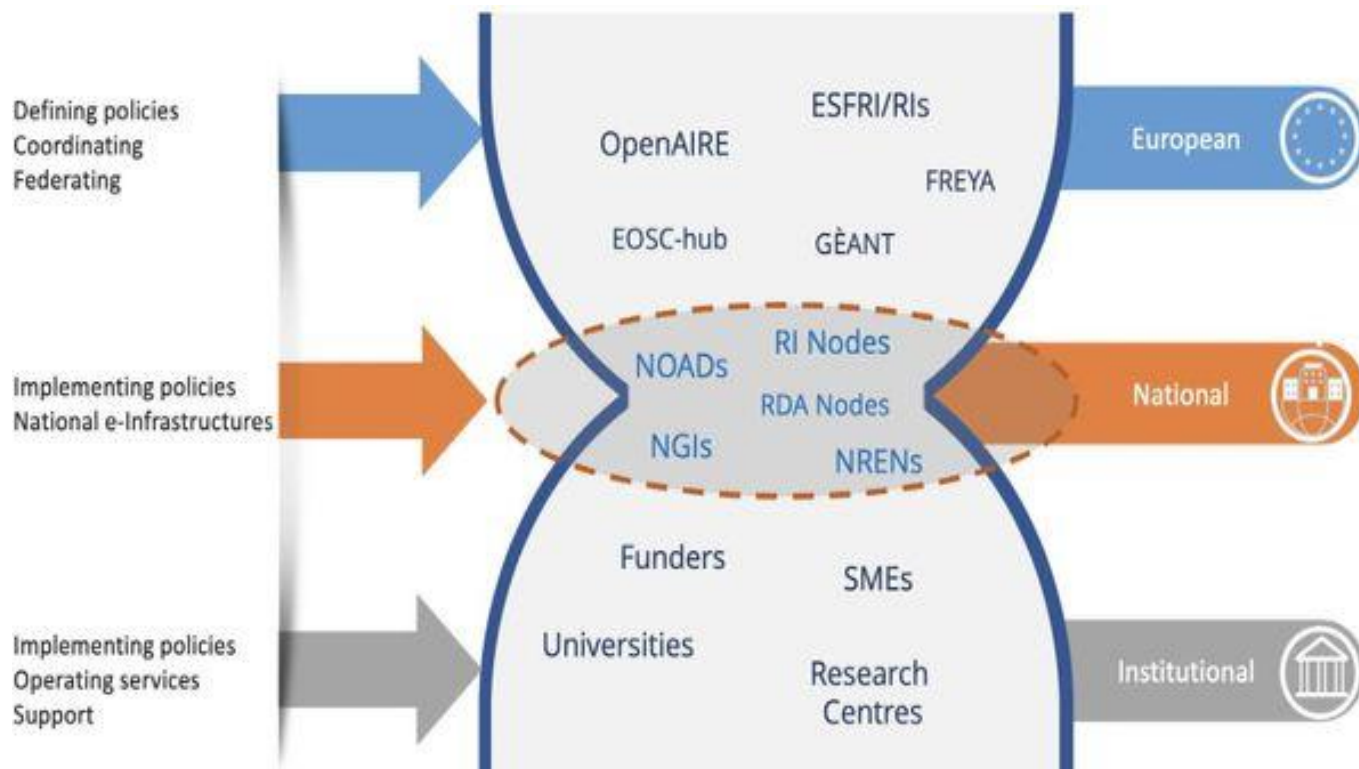 Defining policies
Coordinating
Federating
OpenAIRE
ESFRI/RIs
FREYA
EOSC-hub
GÈANT
European
Implementing policies
National e-Infrastructures
NOADs
RI Nodes
RDA Nodes
NGIs
NRENs
National
Implementing policies
Operating services
Support
Funders
SMEs
Universities
Research
Centres
Institutional